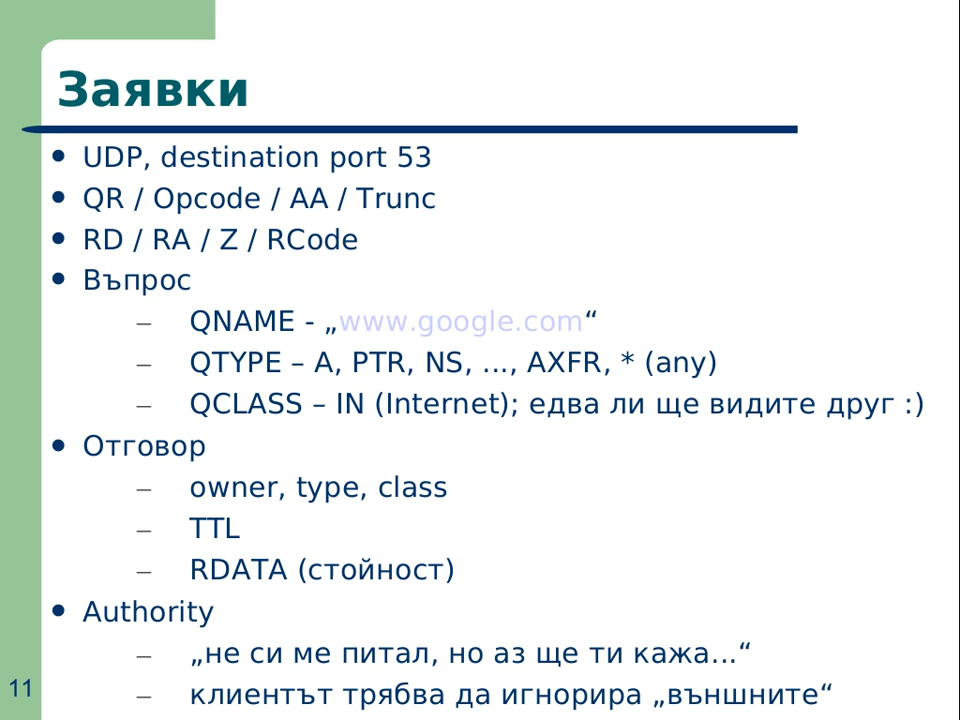 Заявки
UDP, destination port 53
QR / Opcode / AA / Trunc
RD / RA / Z / RCode
Въпрос
– QNAME - „www.google.com“
– QTYPE – A, PTR, NS, ..., AXFR, * (any)
– QCLASS – IN (Internet); едва ли ще видите друг :)
Отговор
– owner, type, class
– TTL
– RDATA (стойност)
Authority
– „не си ме питал, но аз ще ти кажа...“
– клиентът трябва да игнорира „външните“
11